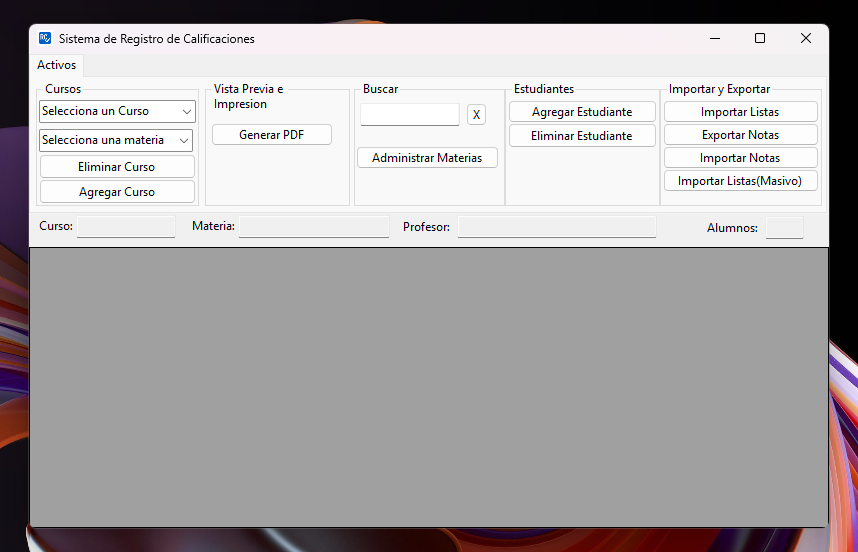 RC
Sistema de Registro de Calificaciones
Activos
Cursos
Selecciona un Curso
Selecciona una materia
Eliminar Curso
Agregar Curso
Vista Previa e
Impresion
Generar PDF
Buscar
X
Administrar Materias
Estudiantes
Agregar Estudiante
Eliminar Estudiante
Importar y Exportar
Importar Listas
Exportar Notas
Importar Notas
Importar Listas(Masivo)
Curso:
Materia:
Profesor:
Alumnos: